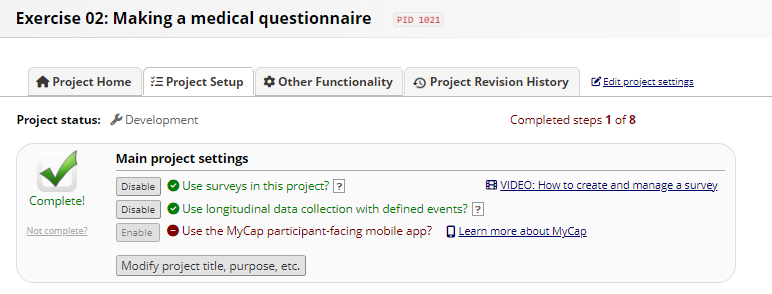 Exercise 02: Making a medical questionnaire PID 1021
Project Home Project Setup Other Functionality Project Revision History Edit project settings
Project status: Development Completed steps 1 of 8
Main project settings
Disable Use surveys in this project? ? VIDEO: How to create and manage a survey
Complete!
Disable Use longitudinal data collection with defined events? ?
Not complete?
Enable Use the MyCap participant-facing mobile app? Learn more about MyCap
Modify project title, purpose, etc.